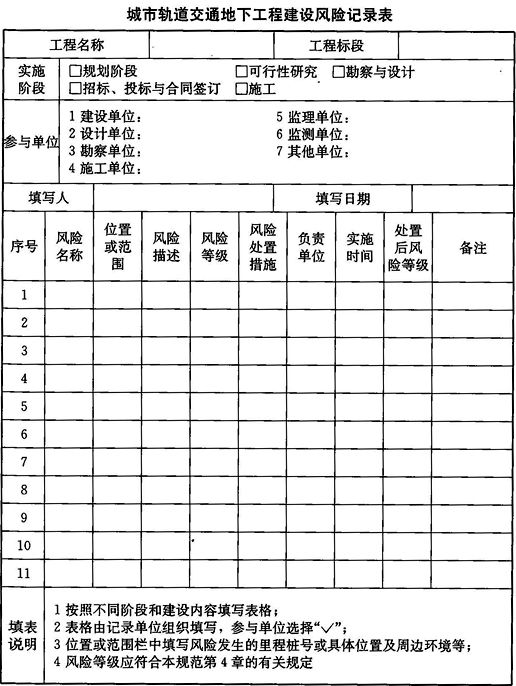 城市轨道交通地下工程建设风险记录表
工程名称 工程标段
实施阶段 □规划阶段 □可行性研究 □勘察与设计
□招标、投标与合同签订 □施工
参与单位
1 建设单位： 5 监理单位：
2 设计单位： 6 监测单位：
3 勘察单位： 7 其他单位：
4 施工单位：
填写人 填写日期
序号 风险名称 位置或范围 风险描述 风险等级 风险处置措施 负责单位 实施时间 处置后风险等级 备注
1
2
3
4
5
6
7
8
9
10
11
填表说明
1 按照不同阶段和建设内容填写表格；
2 表格由记录单位组织填写，参与单位选择“√”；
3 位置或范围栏中填写风险发生的里程桩号或具体位置及周边环境等；
4 风险等级应符合本规范第 4 章的有关规定